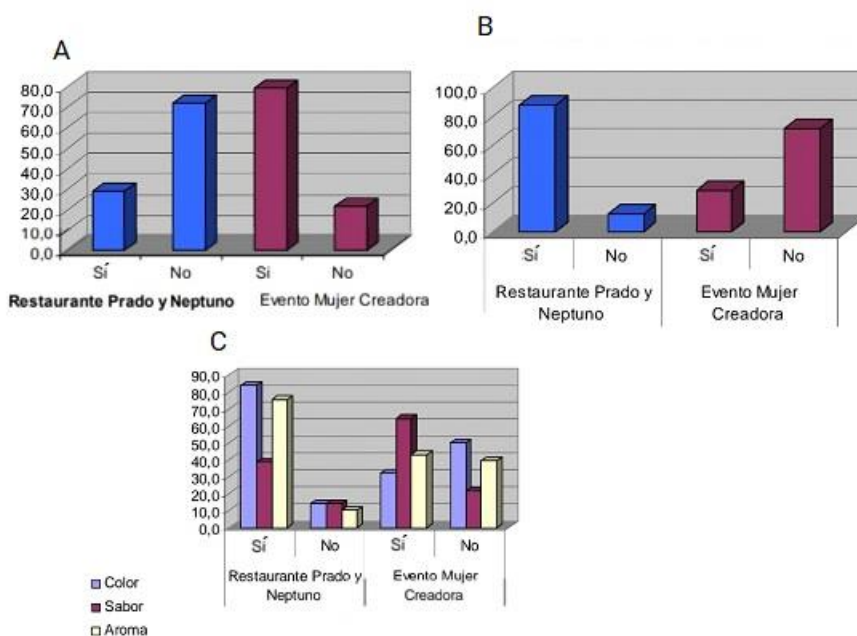 A
80,0
70,0
60,0
50,0
40,0
30,0
20,0
10,0
0,0
Sí No Si No
Restaurante Prado y Neptuno Evento Mujer Creadora
B
100,0
80,0
60,0
40,0
20,0
0,0
Sí No Sí No
Restaurante Prado y Neptuno
Evento Mujer Creadora
C
90,0
80,0
70,0
60,0
50,0
40,0
30,0
20,0
10,0
0,0
Sí No Sí No
Restaurante Prado y Neptuno
Evento Mujer Creadora
Color
Sabor
Aroma